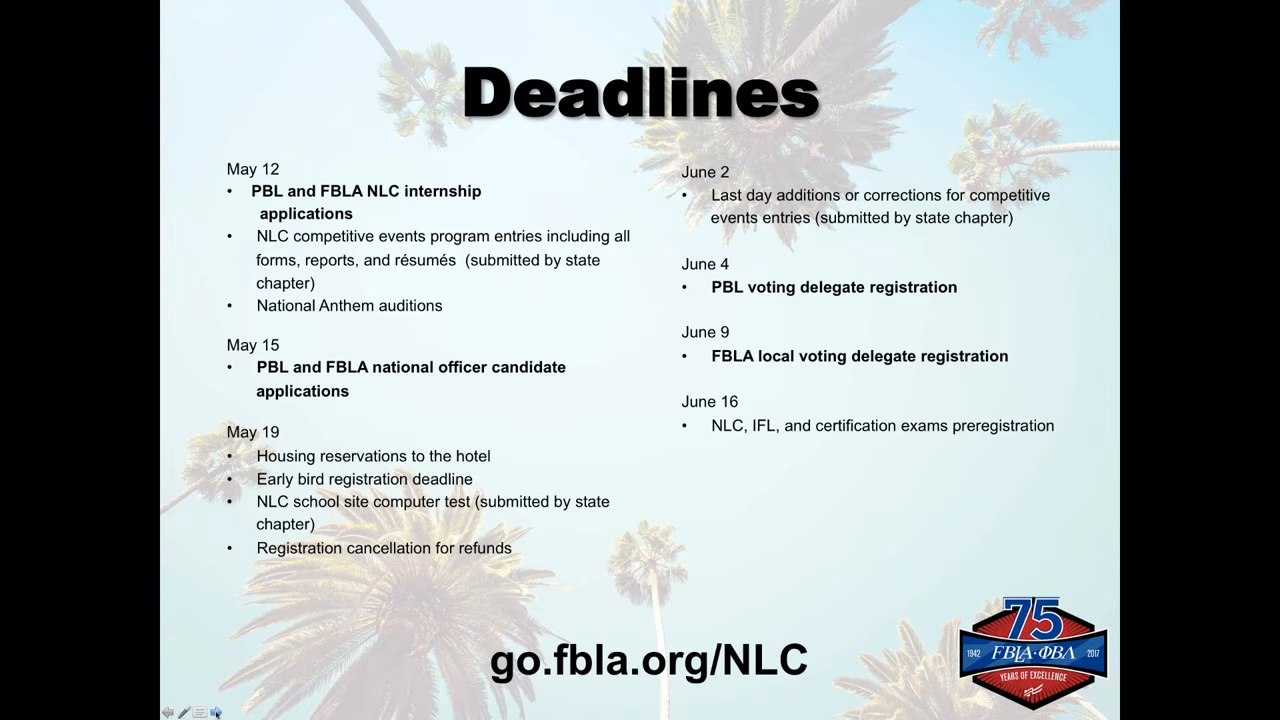 Deadlines
May 12
• PBL and FBLA NLC internship
applications
• NLC competitive events program entries including all
forms, reports, and résumés (submitted by state
chapter)
• National Anthem auditions
May 15
• PBL and FBLA national officer candidate
applications
May 19
• Housing reservations to the hotel
• Early bird registration deadline
• NLC school site computer test (submitted by state
chapter)
• Registration cancellation for refunds
June 2
• Last day additions or corrections for competitive
events entries (submitted by state chapter)
June 4
• PBL voting delegate registration
June 9
• FBLA local voting delegate registration
June 16
• NLC, IFL, and certification exams preregistration
go.fbla.org/NLC
75
1942 FBLA·ΦBΛ 2017
YEARS OF EXCELLENCE